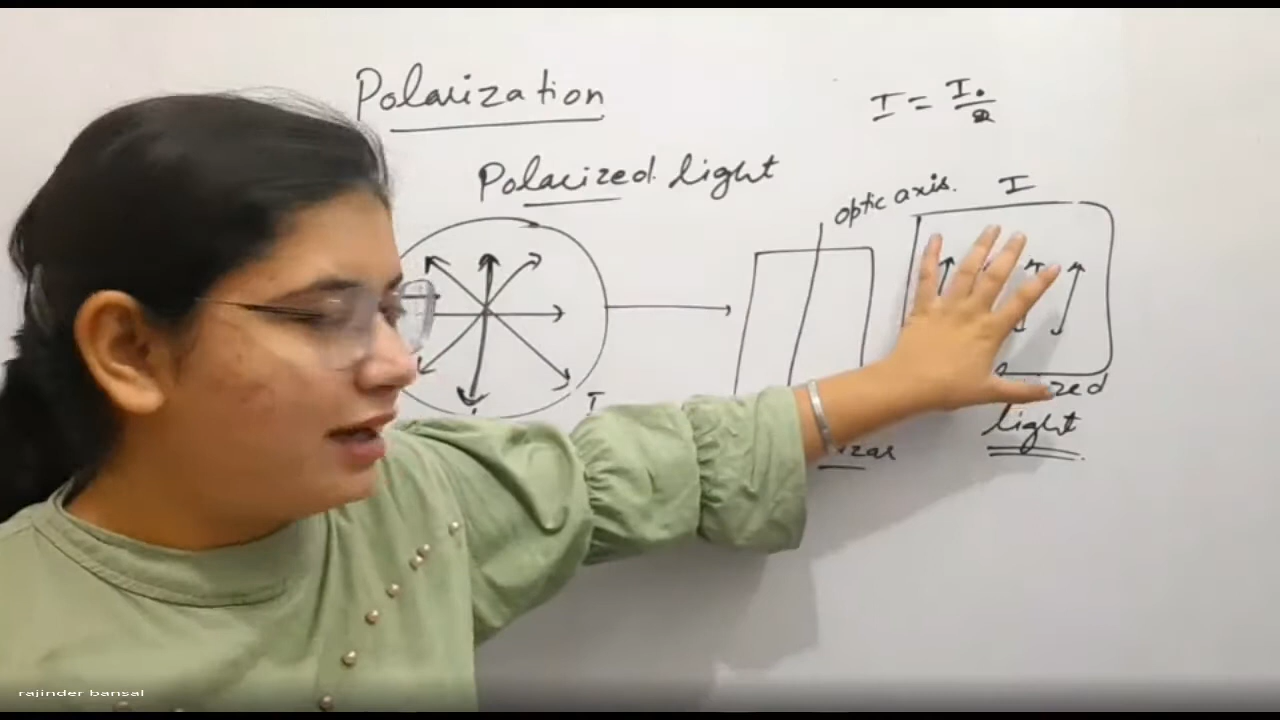 Polarization
I = I₀/2
Polarized light
optic axis.
I
light
rajinder bansal